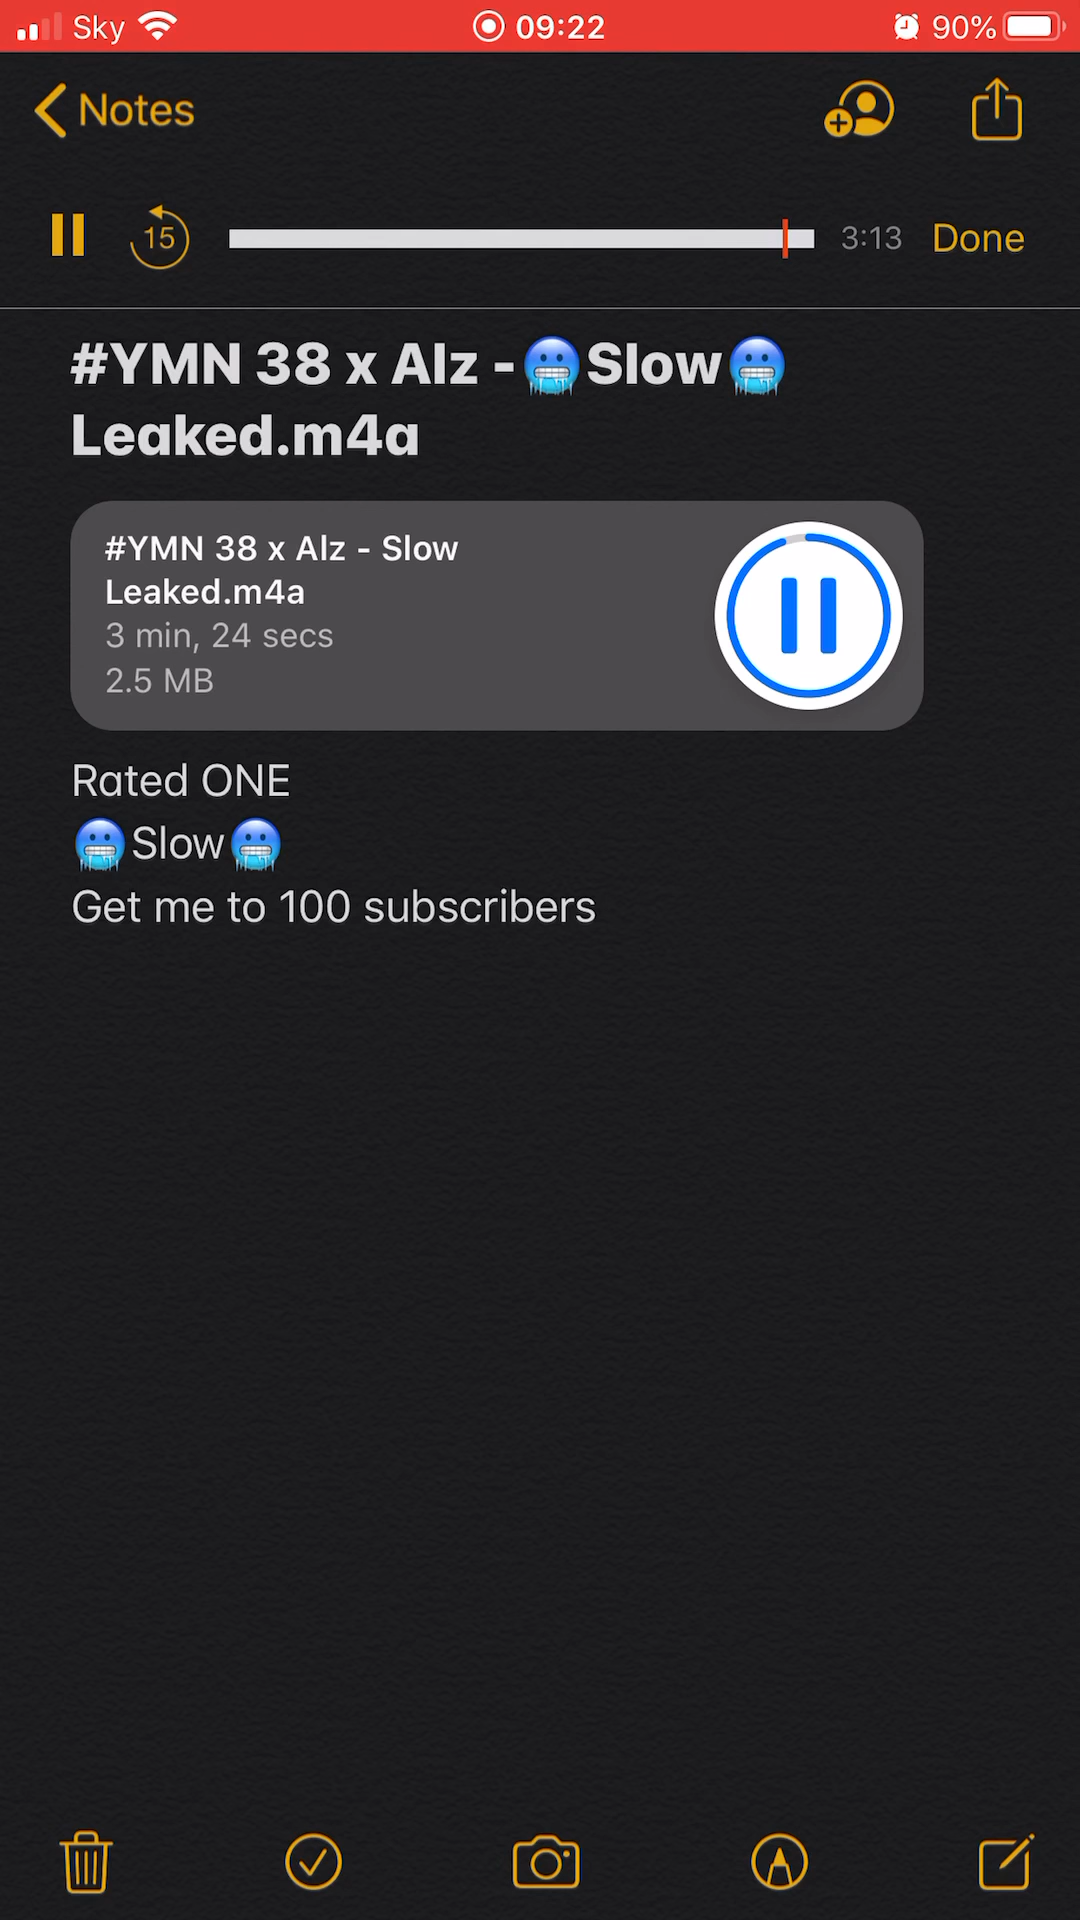 Sky 09:22 90%
Notes
15 3:13 Done
#YMN 38 x Alz -🥶Slow🥶
Leaked.m4a
#YMN 38 x Alz - Slow
Leaked.m4a
3 min, 24 secs
2.5 MB
Rated ONE
🥶Slow🥶
Get me to 100 subscribers